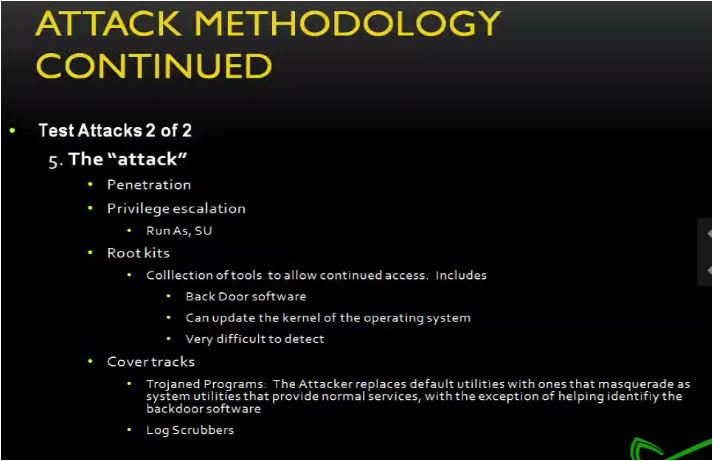 ATTACK METHODOLOGY
CONTINUED
• Test Attacks 2 of 2
5. The “attack”
• Penetration
• Privilege escalation
• Run As, SU
• Root kits
• Colllection of tools to allow continued access. Includes
• Back Door software
• Can update the kernel of the operating system
• Very difficult to detect
• Cover tracks
• Trojaned Programs: The Attacker replaces default utilities with ones that masquerade as
system utilities that provide normal services, with the exception of helping identifiy the
backdoor software
• Log Scrubbers